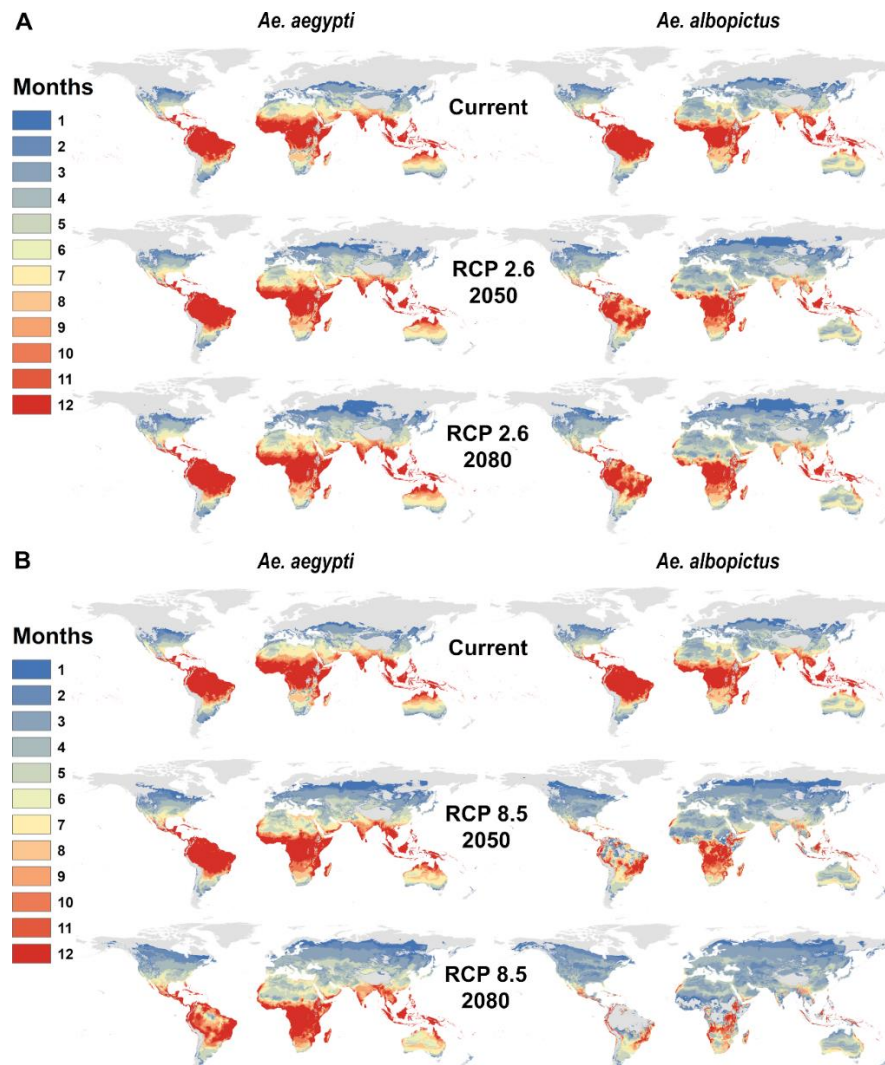 A
Ae. aegypti
Ae. albopictus
Months
1
2
3
4
5
6
7
8
9
10
11
12
Current
RCP 2.6
2050
RCP 2.6
2080
B
Ae. aegypti
Ae. albopictus
Months
1
2
3
4
5
6
7
8
9
10
11
12
Current
RCP 8.5
2050
RCP 8.5
2080